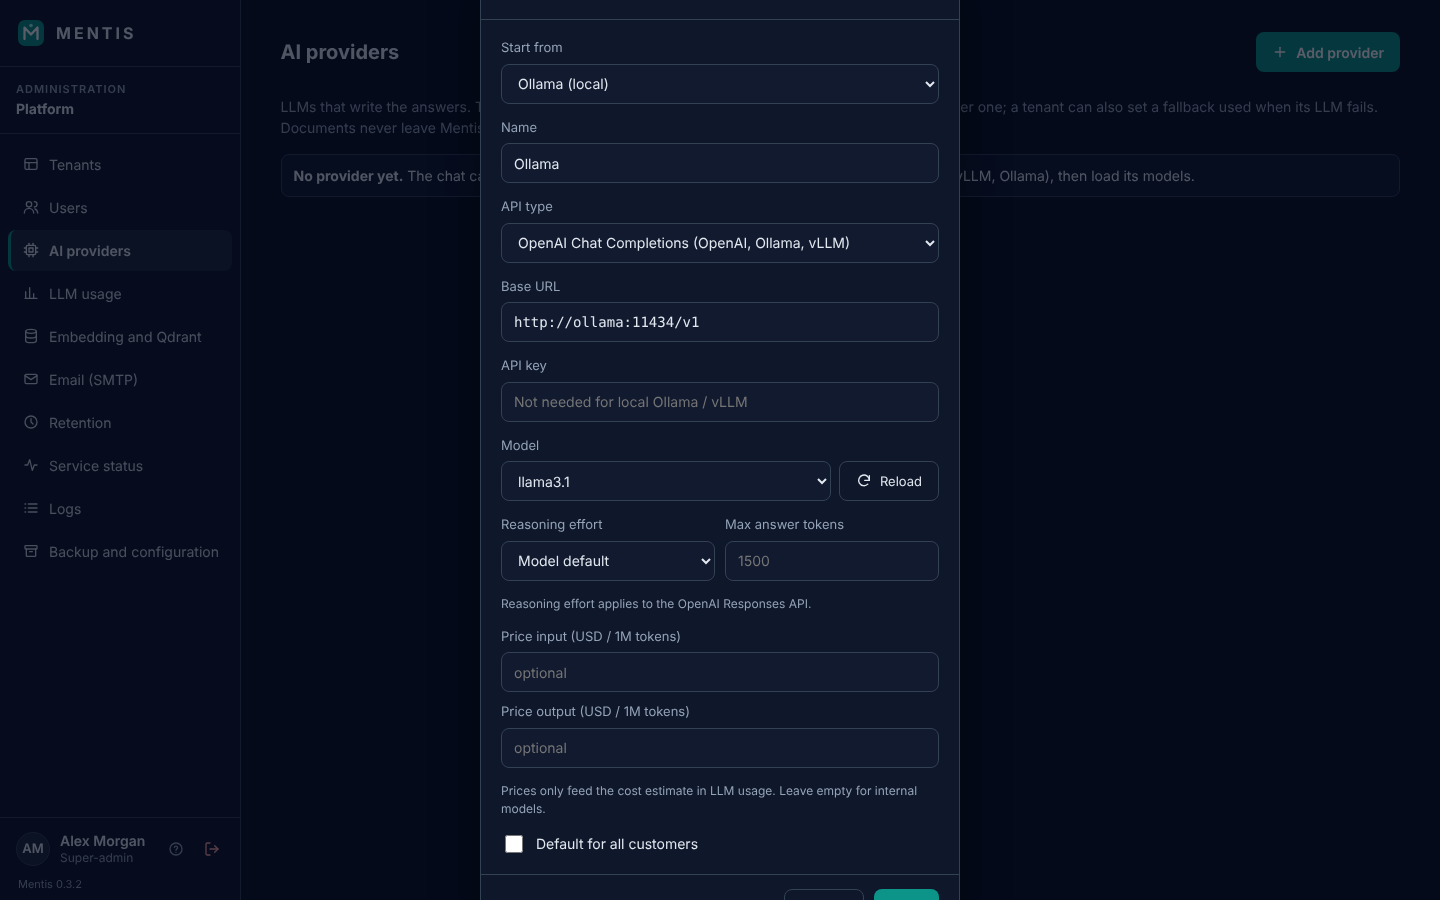 MENTIS
ADMINISTRATION
Platform
Tenants
Users
AI providers
LLM usage
Embedding and Qdrant
Email (SMTP)
Retention
Service status
Logs
Backup and configuration
AM
Alex Morgan
Super-admin
Mentis 0.3.2
AI providers
Add provider
LLMs that write the answers.
er one; a tenant can also set a fallback used when its LLM fails.
Documents never leave Mentis
No provider yet. The chat ca
vLLM, Ollama), then load its models.
Start from
Ollama (local)
Name
Ollama
API type
OpenAI Chat Completions (OpenAI, Ollama, vLLM)
Base URL
http://ollama:11434/v1
API key
Not needed for local Ollama / vLLM
Model
llama3.1
Reload
Reasoning effort
Max answer tokens
Model default
1500
Reasoning effort applies to the OpenAI Responses API.
Price input (USD / 1M tokens)
optional
Price output (USD / 1M tokens)
optional
Prices only feed the cost estimate in LLM usage. Leave empty for internal
models.
Default for all customers